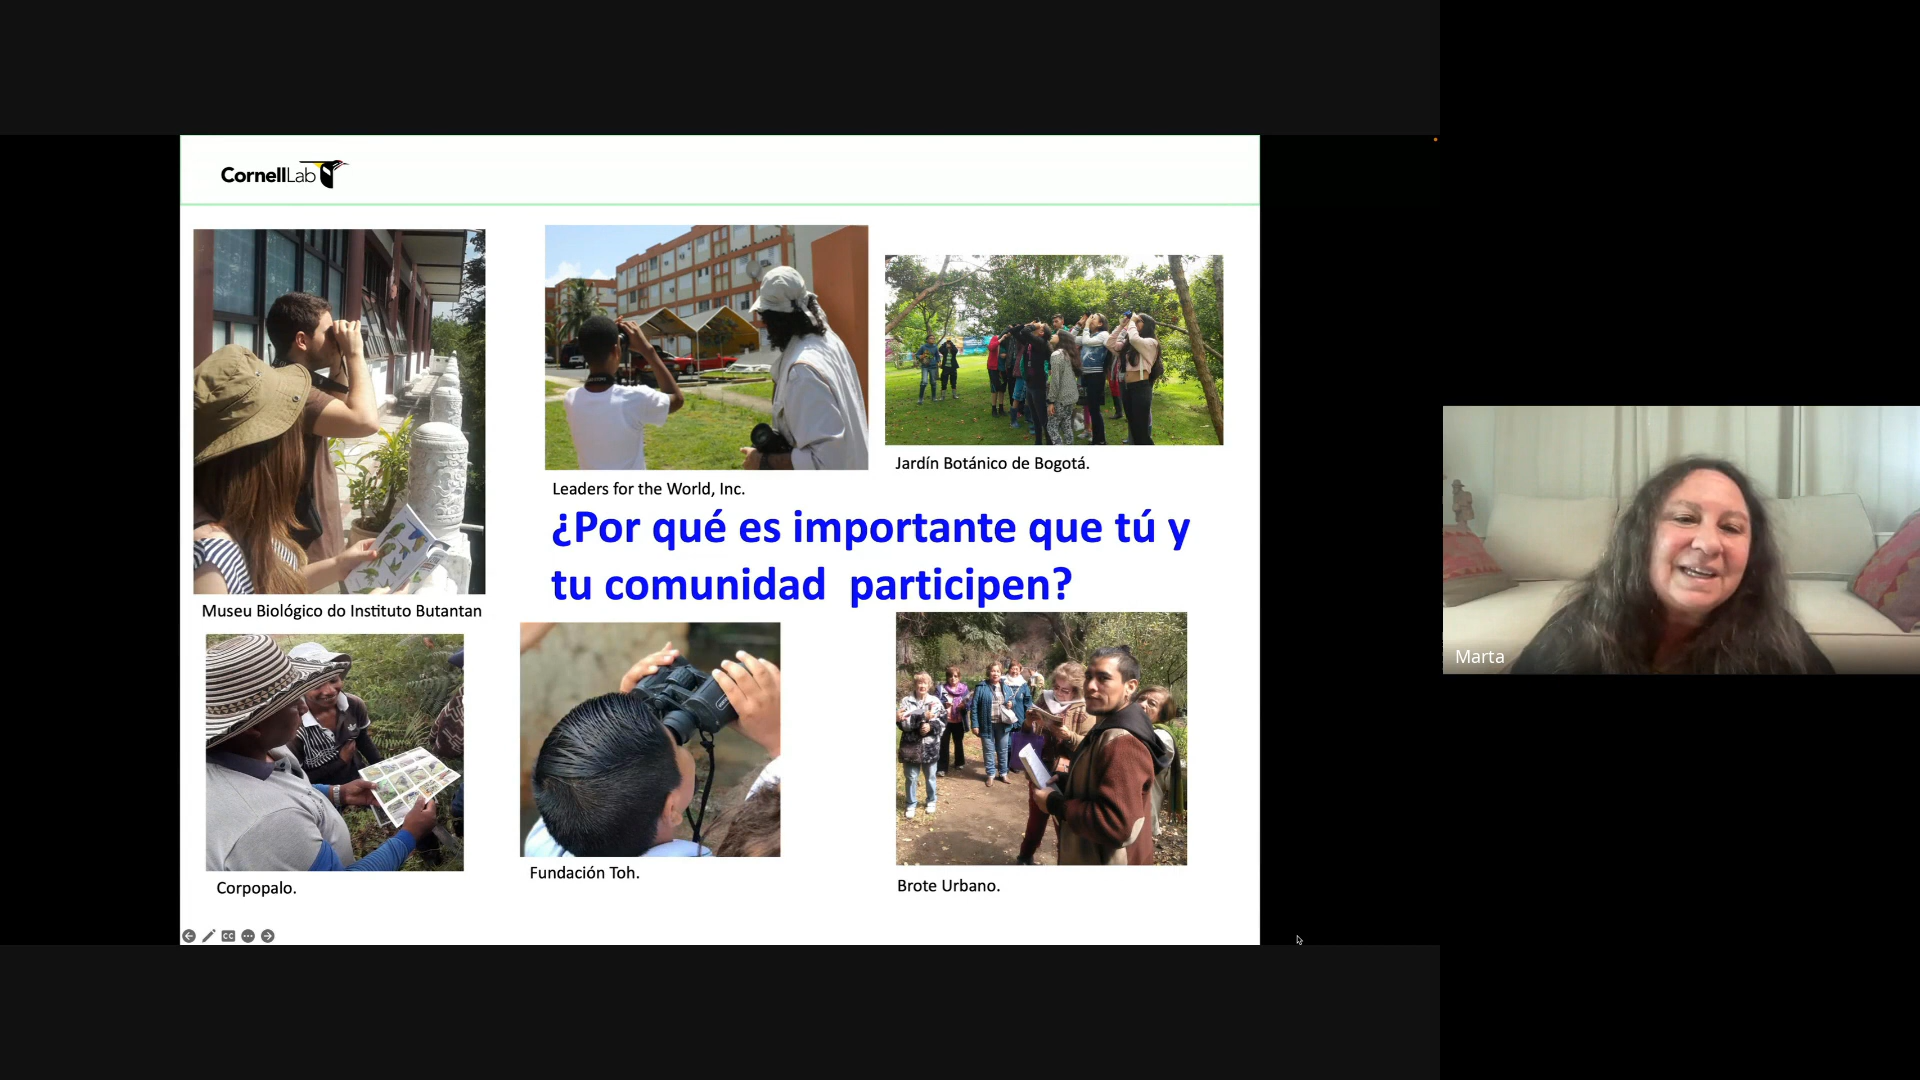 CornellLab
Leaders for the World, Inc.
Jardín Botánico de Bogotá.
¿Por qué es importante que tú y
tu comunidad participen?
Museu Biológico do Instituto Butantan
Corpopalo.
Fundación Toh.
Brote Urbano.
CC
Marta